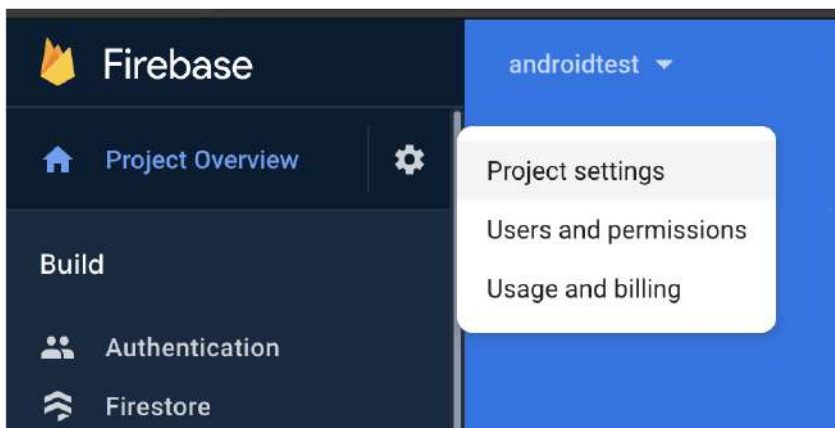 Firebase
androidtest
Project Overview
Project settings
Users and permissions
Usage and billing
Build
Authentication
Firestore